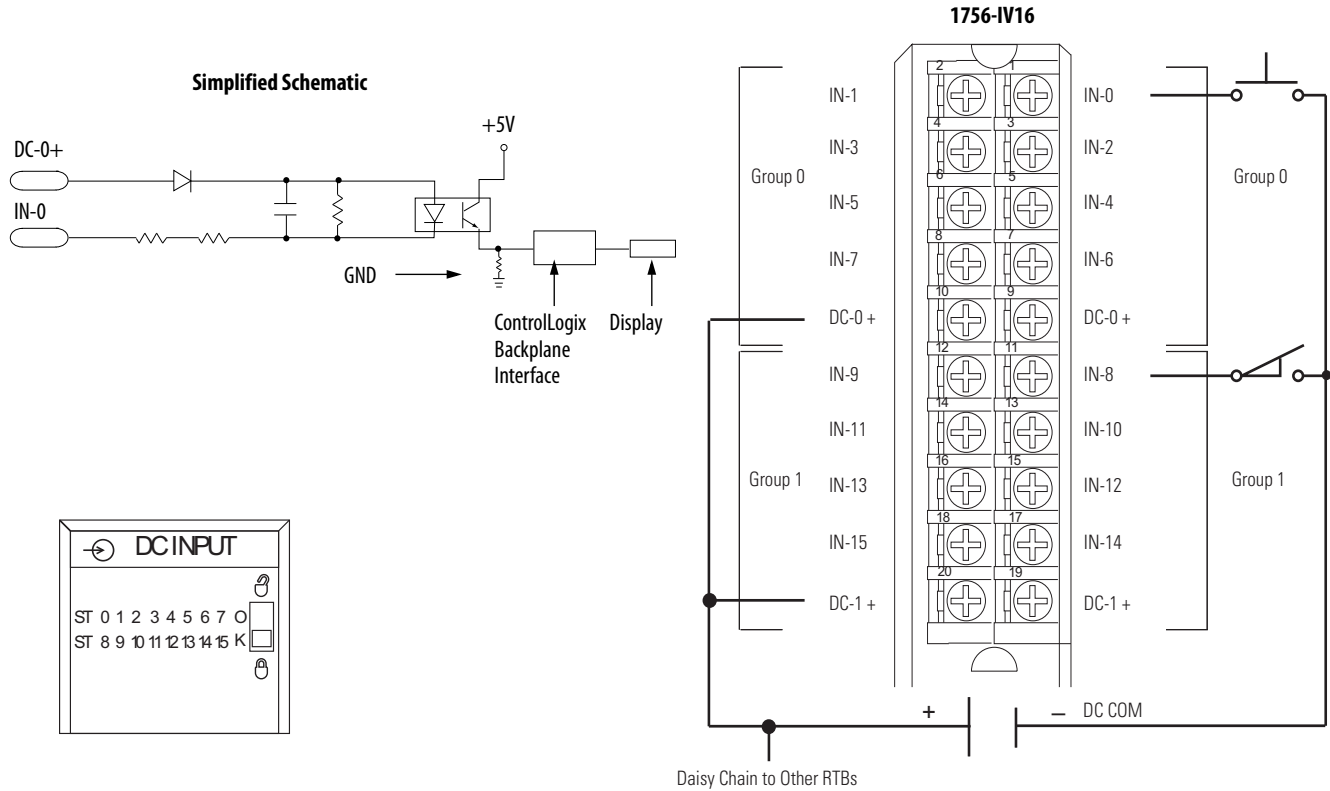 1756-IV16
Simplified Schematic
+5V
DC-0+
IN-0
GND
ControlLogix
Backplane
Interface
Display
DC INPUT
ST 0 1 2 3 4 5 6 7 O
ST 8 9 10 11 12 13 14 15 K
Group 0
Group 1
IN-1
IN-3
IN-5
IN-7
DC-0 +
IN-9
IN-11
IN-13
IN-15
DC-1 +
2 1
4 3
6 5
8 7
10 9
12 11
14 13
16 15
18 17
20 19
IN-0
IN-2
IN-4
IN-6
DC-0 +
IN-8
IN-10
IN-12
IN-14
DC-1 +
Group 0
Group 1
+ – DC COM
Daisy Chain to Other RTBs